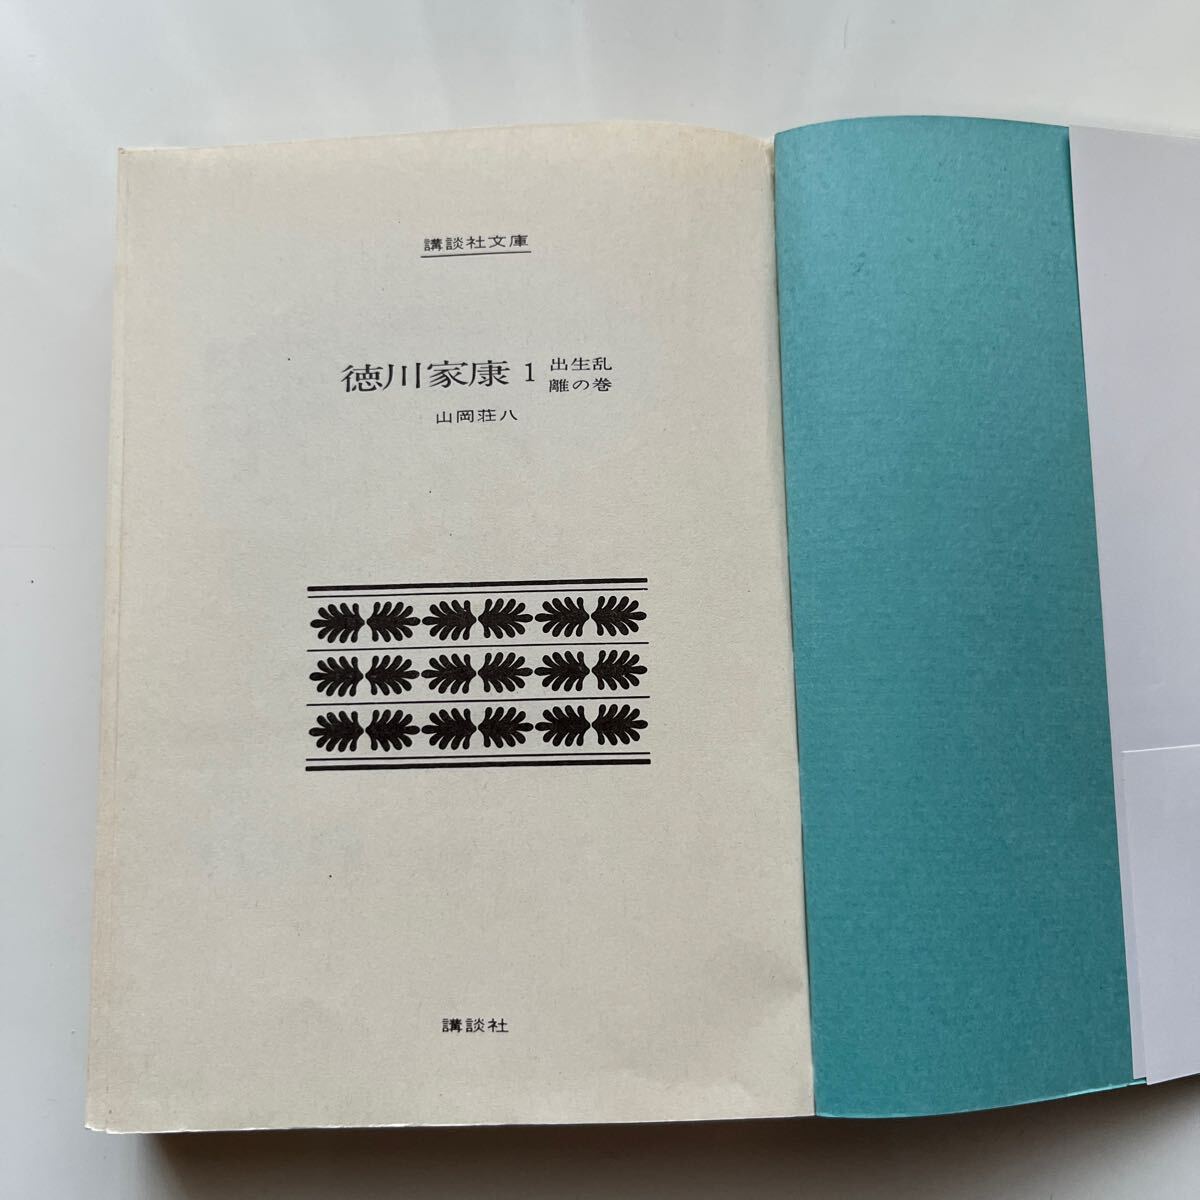 講談社文庫
徳川家康 1 出生乱
離の巻
山岡荘八
講談社